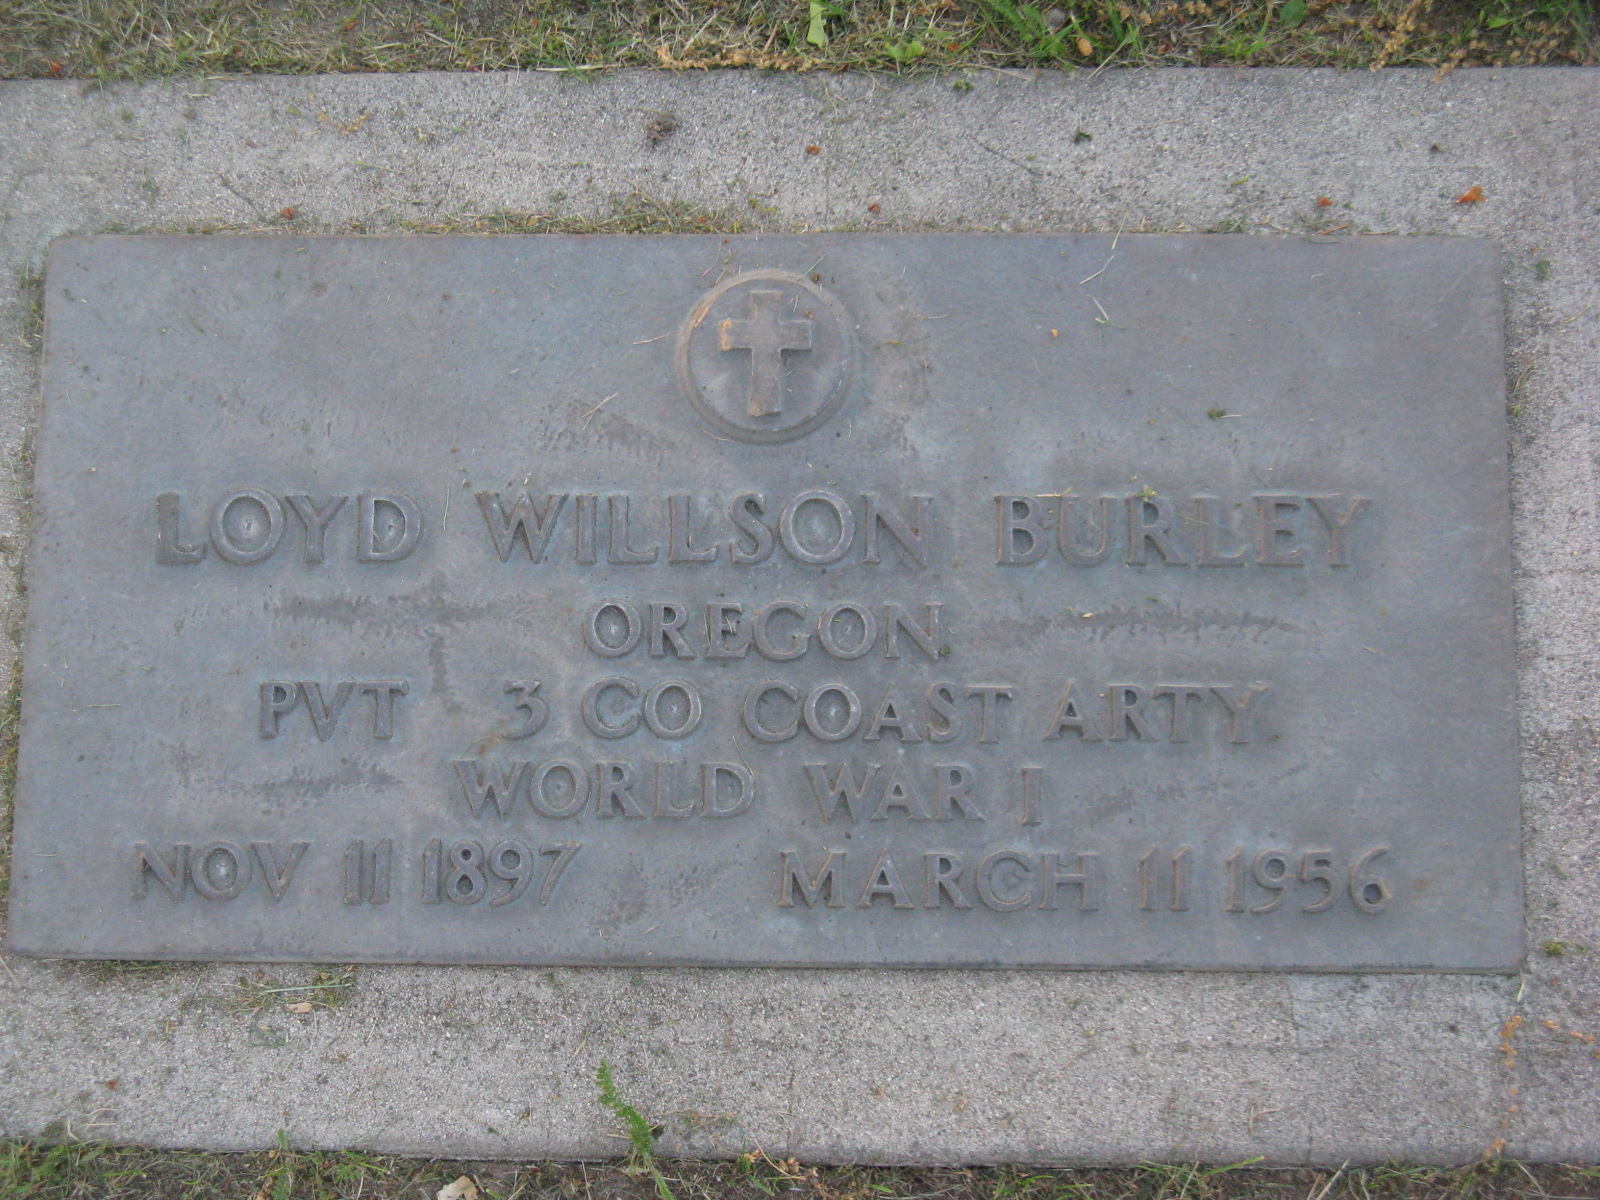 LOYD WILLSON BURLEY
OREGON
PVT 3 CO COAST ARTY
WORLD WAR I
NOV 11 1897 MARCH 11 1956